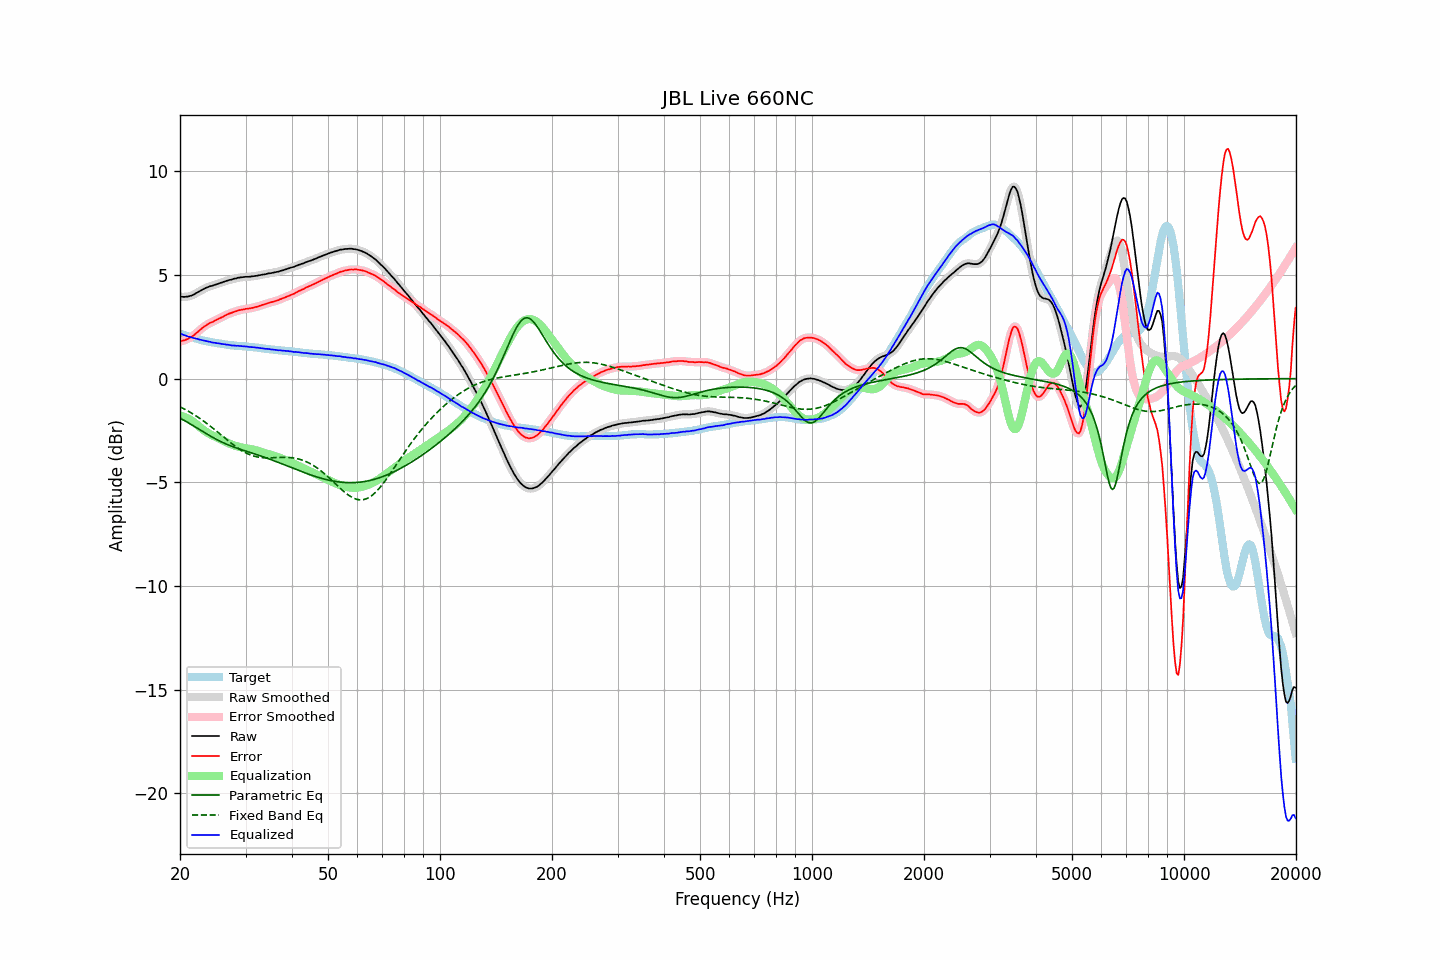 JBL Live 660NC
Amplitude (dBr)
10
5
0
−5
−10
−15
−20
Target
Raw Smoothed
Error Smoothed
Raw
Error
Equalization
Parametric Eq
Fixed Band Eq
Equalized
20 50 100 200 500 1000 2000 5000 10000 20000
Frequency (Hz)